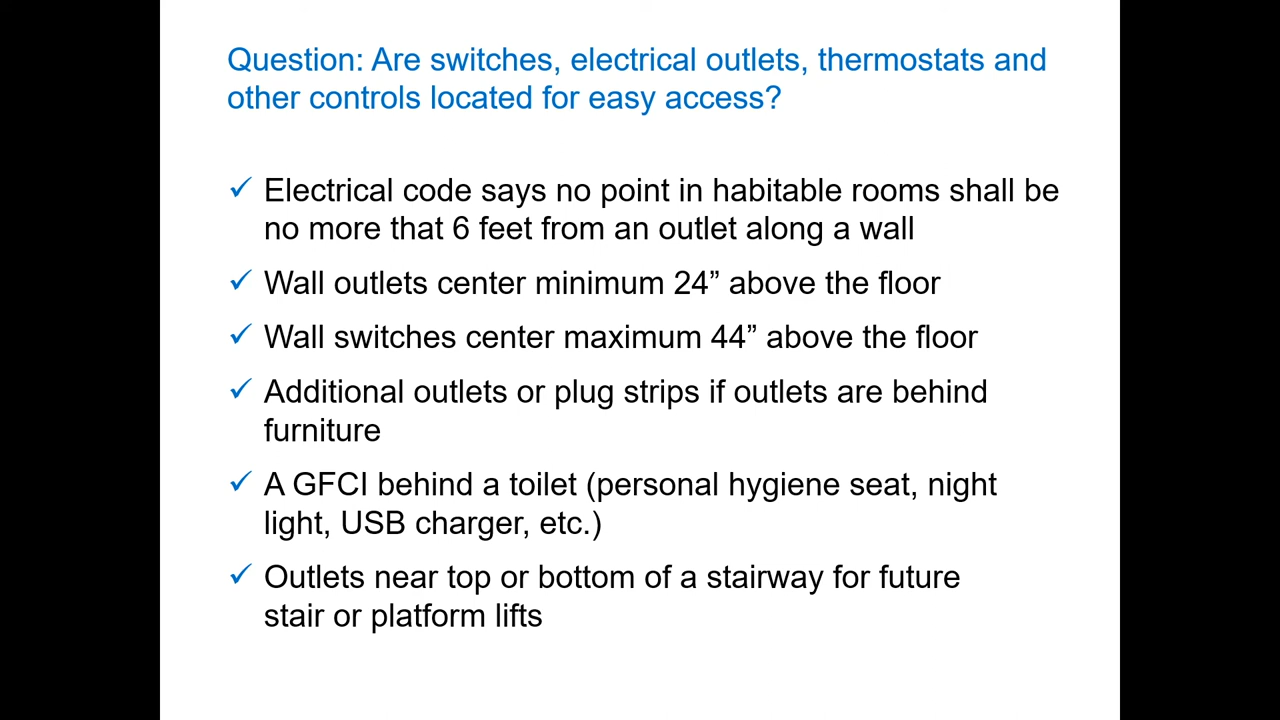 Question: Are switches, electrical outlets, thermostats and
other controls located for easy access?
✓ Electrical code says no point in habitable rooms shall be
no more that 6 feet from an outlet along a wall
✓ Wall outlets center minimum 24” above the floor
✓ Wall switches center maximum 44” above the floor
✓ Additional outlets or plug strips if outlets are behind
furniture
✓ A GFCI behind a toilet (personal hygiene seat, night
light, USB charger, etc.)
✓ Outlets near top or bottom of a stairway for future
stair or platform lifts